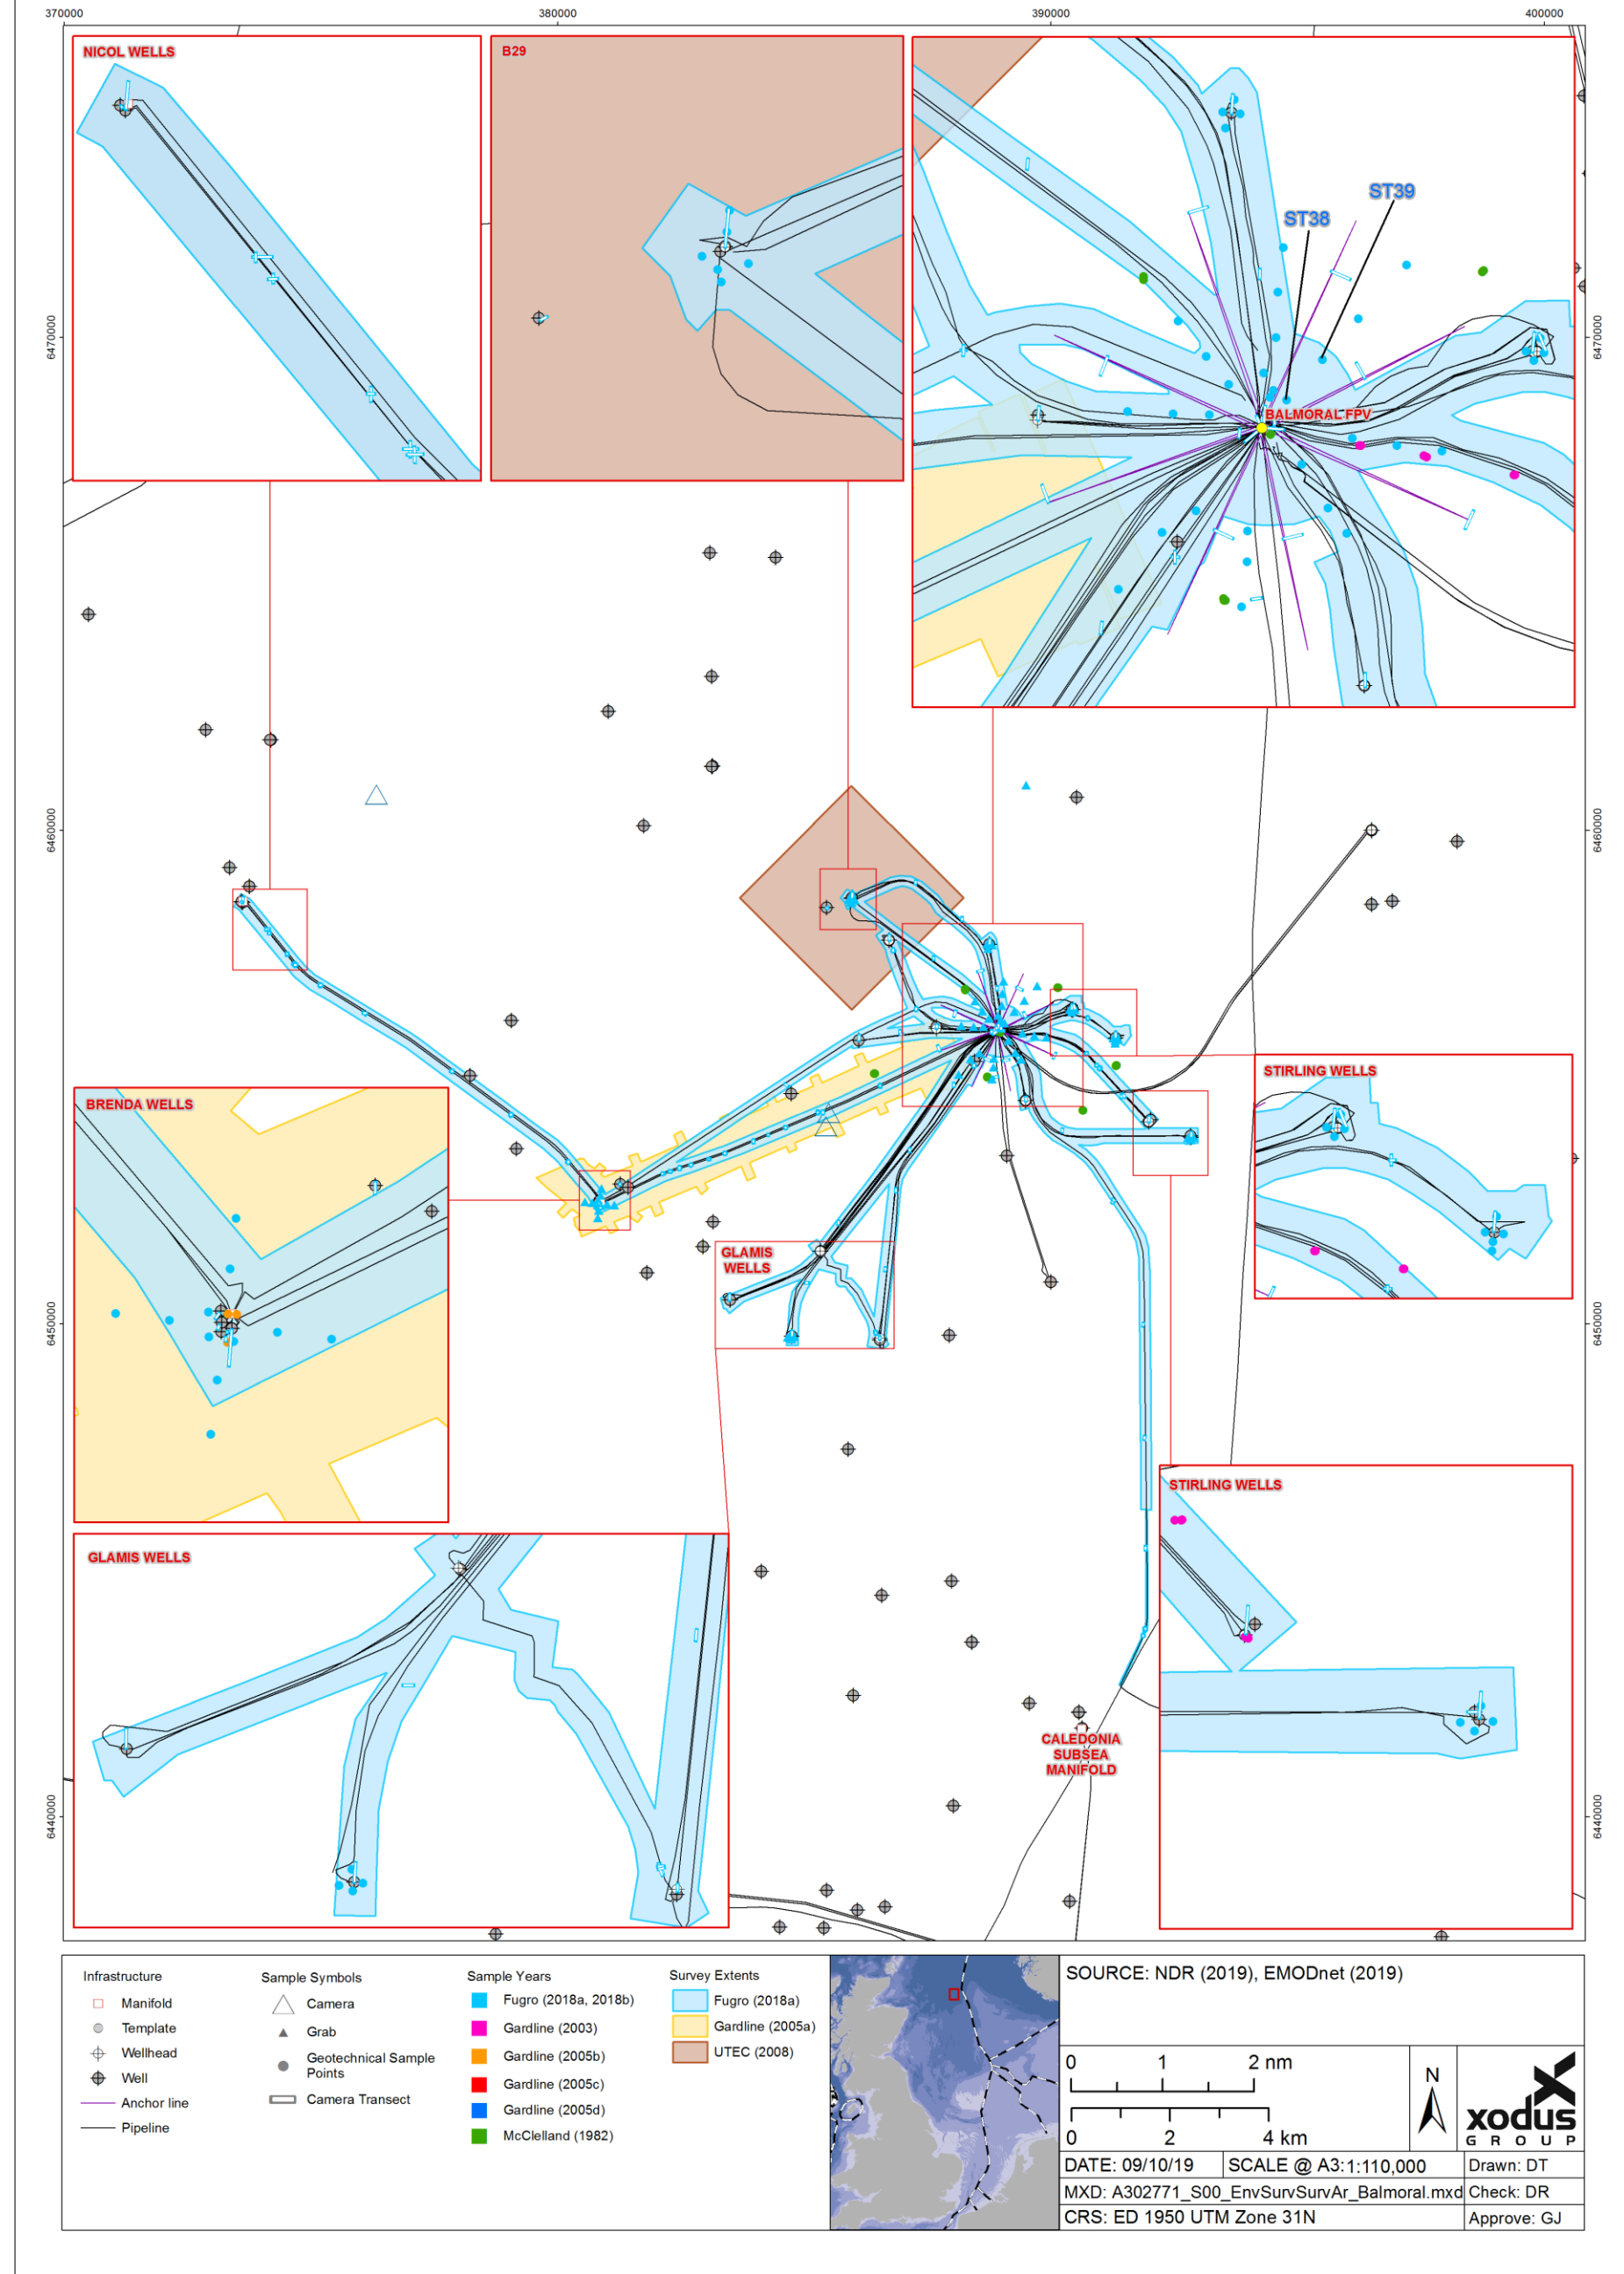 370000
380000
390000
400000
NICOL WELLS
B29
ST39
ST38
BALMORAL FPV
6470000
6470000
6460000
6460000
BRENDA WELLS
STIRLING WELLS
GLAMIS
WELLS
6450000
6450000
STIRLING WELLS
GLAMIS WELLS
CALEDONIA
SUBSEA
MANIFOLD
6440000
6440000
Infrastructure
Manifold
Template
Wellhead
Well
Anchor line
Pipeline
Sample Symbols
Camera
Grab
Geotechnical Sample
Points
Camera Transect
Sample Years
Fugro (2018a, 2018b)
Gardline (2003)
Gardline (2005b)
Gardline (2005c)
Gardline (2005d)
McClelland (1982)
Survey Extents
Fugro (2018a)
Gardline (2005a)
UTEC (2008)
SOURCE: NDR (2019), EMODnet (2019)
0 1 2 nm
0 2 4 km
N
xodus
GROUP
DATE: 09/10/19 SCALE @ A3:1:110,000 Drawn: DT
MXD: A302771_S00_EnvSurvSurvAr_Balmoral.mxd Check: DR
CRS: ED 1950 UTM Zone 31N Approve: GJ